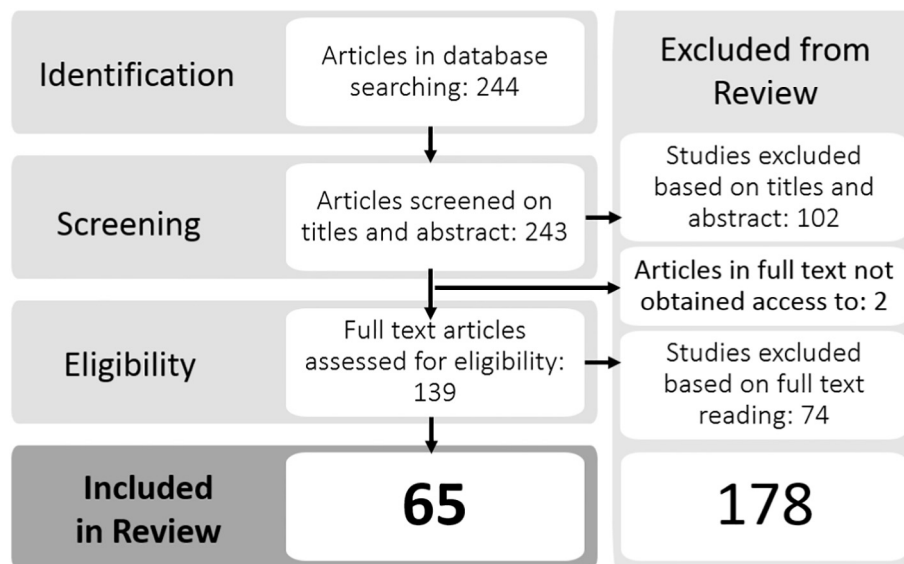 Identification
Articles in database
searching: 244
Excluded from
Review
Screening
Articles screened on
titles and abstract: 243
Studies excluded
based on titles and
abstract: 102
Articles in full text not
obtained access to: 2
Eligibility
Full text articles
assessed for eligibility:
139
Studies excluded
based on full text
reading: 74
Included
in Review
65
178